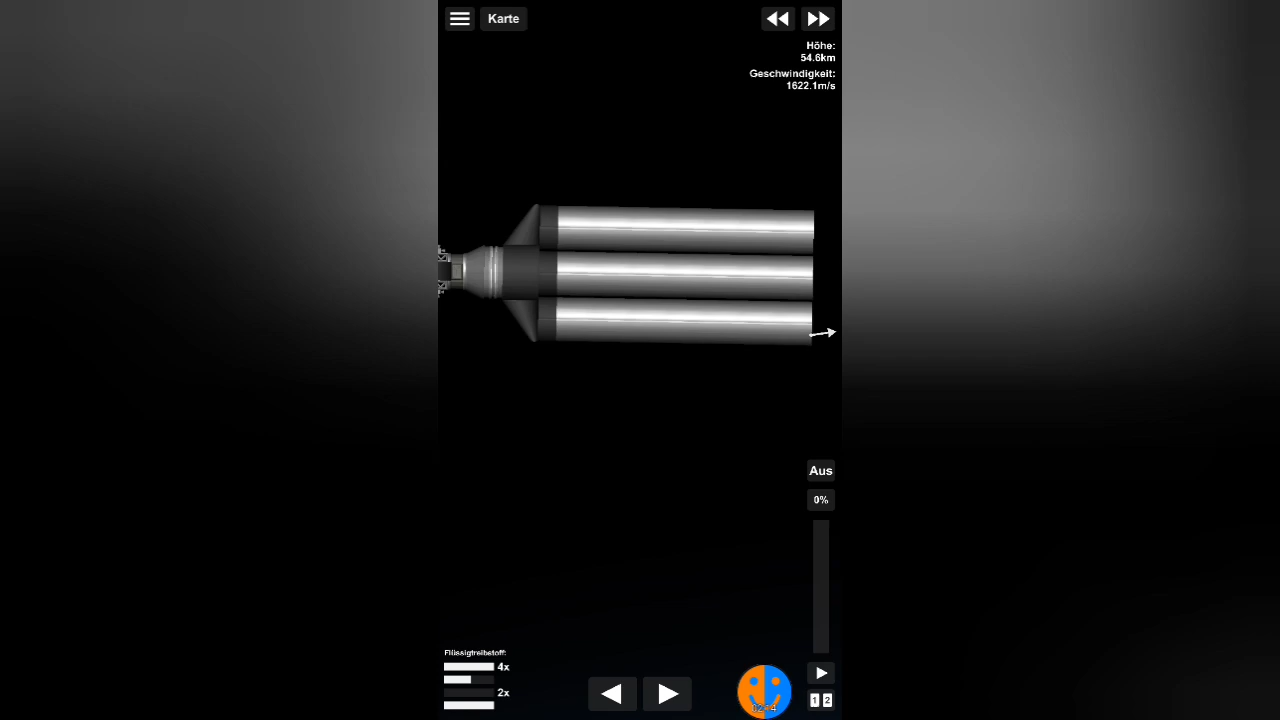 Karte
Höhe:
54.6km
Geschwindigkeit:
1622.1m/s
Aus
0%
Flüssigtreibstoff:
4x
2x
1 2